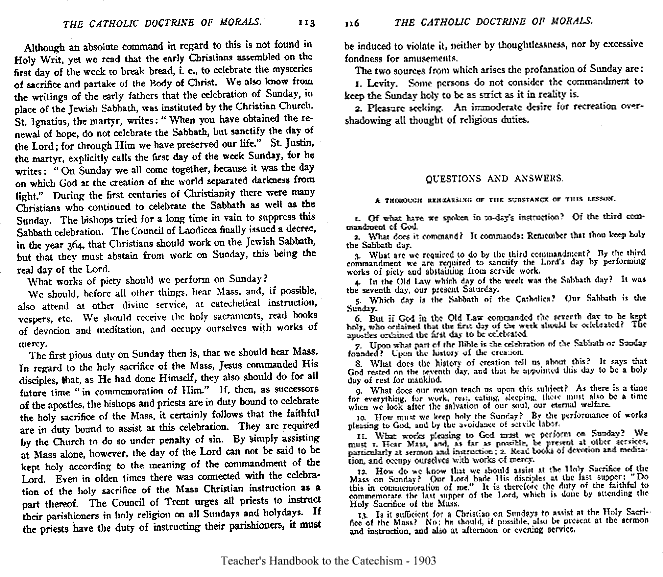 THE CATHOLIC DOCTRINE OF MORALS. 113
Although an absolute command in regard to this is not found in
Holy Writ, yet we read that the early Christians assembled on the
first day of the week to break bread, i. e., to celebrate the mysteries
of sacrifice and partake of the Body of Christ. We also know from
the writings of the early fathers that the celebration of Sunday, in
place of the Jewish Sabbath, was instituted by the Christian Church.
St. Ignatius, the martyr, writes: "When you have obtained the re-
newal of hope, do not celebrate the Sabbath, but sanctify the day of
the Lord; for through Him we have preserved our life." St. Justin,
the martyr, explicitly calls the first day of the week Sunday, for he
writes: "On Sunday we all come together, because it was the day
on which God at the creation of the world separated darkness from
light." During the first centuries of Christianity there were many
Christians who continued to celebrate the Sabbath as well as the
Sunday. The bishops tried for a long time in vain to suppress this
Sabbath celebration. The Council of Laodicea finally issued a decree,
in the year 364, that Christians should work on the Jewish Sabbath,
but that they must abstain from work on Sunday, this being the
real day of the Lord.
What works of piety should we perform on Sunday?
We should, before all other things, hear Mass, and, if possible,
also attend at other divine service, at catechetical instruction,
vespers, etc. We should receive the holy sacraments, read books
of devotion and meditation, and occupy ourselves with works of
mercy.
The first pious duty on Sunday then is, that we should hear Mass.
In regard to the holy sacrifice of the Mass, Jesus commanded His
disciples, that, as He had done Himself, they also should do for all
future time "in commemoration of Him." If, then, as successors
of the apostles, the bishops and priests are in duty bound to celebrate
the holy sacrifice of the Mass, it certainly follows that the faithful
are in duty bound to assist at this celebration. They are required
by the Church to do so under penalty of sin. By simply assisting
at Mass alone, however, the day of the Lord can not be said to be
kept holy according to the meaning of the commandment of the
Lord. Even in olden times there was connected with the celebra-
tion of the holy sacrifice of the Mass Christian instruction as a
part thereof. The Council of Trent urges all priests to instruct
their parishioners in holy religion on all Sundays and holydays. If
the priests have the duty of instructing their parishioners, it must
116 THE CATHOLIC DOCTRINE OF MORALS.
be induced to violate it, neither by thoughtlessness, nor by excessive
fondness for amusements.
The two sources from which arises the profanation of Sunday are:
1. Levity. Some persons do not consider the commandment to
keep the Sunday holy to be as strict as it in reality is.
2. Pleasure seeking. An immoderate desire for recreation over-
shadowing all thought of religious duties.
QUESTIONS AND ANSWERS.
A THOROUGH REHEARSING OF THE SUBSTANCE OF THIS LESSON.
1. Of what have we spoken in to-day's instruction? Of the third com-
mandment of God.
2. What does it command? It commands: Remember that thou keep holy
the Sabbath day.
3. What are we required to do by the third commandment? By the third
commandment we are required to sanctify the Lord's day by performing
works of piety and abstaining from servile work.
4. In the Old Law which day of the week was the Sabbath day? It was
the seventh day, our present Saturday.
5. Which day is the Sabbath of the Catholics? Our Sabbath is the
Sunday.
6. But if God in the Old Law commanded the seventh day to be kept
holy, who ordained that the first day of the week should be celebrated? The
apostles ordained the first day to be celebrated.
7. Upon what part of the Bible is the celebration of the Sabbath or Sunday
founded? Upon the history of the creation.
8. What does the history of creation tell us about this? It says that
God rested on the seventh day, and that he appointed this day to be a holy
day of rest for mankind.
9. What does our reason teach us upon this subject? As there is a time
for everything, for work, rest, eating, sleeping, there must also be a time
when we look after the salvation of our soul, our eternal welfare.
10. How must we keep holy the Sunday? By the performance of works
pleasing to God, and by the avoidance of servile labor.
11. What works pleasing to God must we perform on Sunday? We
must 1. Hear Mass, and, as far as possible, be present at other services,
particularly at sermon and instruction; 2. Read books of devotion and medita-
tion, and occupy ourselves with works of mercy.
12. How do we know that we should assist at the Holy Sacrifice of the
Mass on Sunday? Our Lord bade His disciples at the last supper: "Do
this in commemoration of me." It is therefore the duty of the faithful to
commemorate the last supper of the Lord, which is done by attending the
Holy Sacrifice of the Mass.
13. Is it sufficient for a Christian on Sundays to assist at the Holy Sacri-
fice of the Mass? No; he should, if possible, also be present at the sermon
and instruction, and also at afternoon or evening service.
Teacher's Handbook to the Catechism - 1903